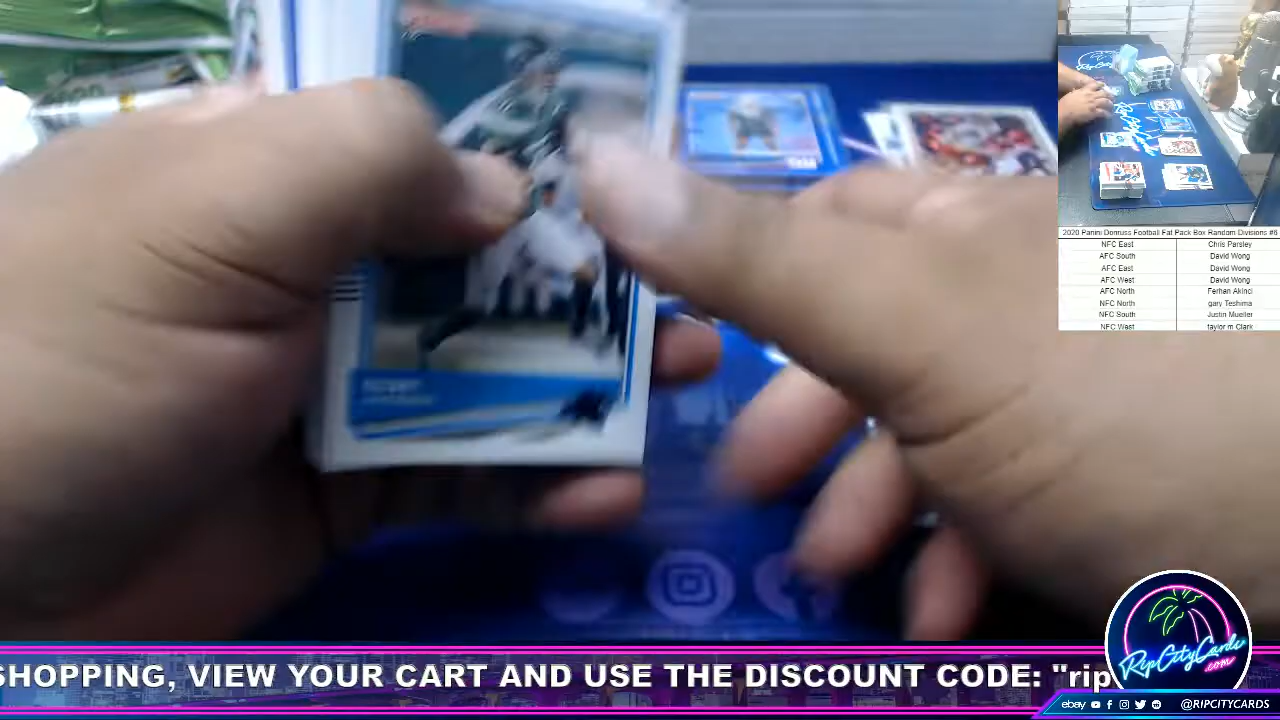 2020 Panini Donruss Football Fat Pack Box Random Divisions #6
NFC East Chris Parsley
AFC South David Wong
AFC East David Wong
AFC West David Wong
AFC North Ferhan Akinci
NFC North gary Teshima
NFC South Justin Mueller
NFC West taylor m Clark
SHOPPING, VIEW YOUR CART AND USE THE DISCOUNT CODE: "rip
RipCityCards
.com
ebay @RIPCITYCARDS